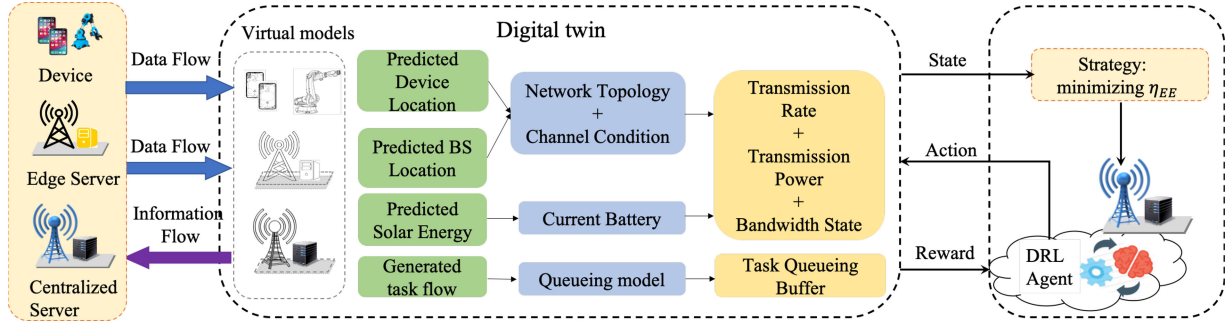 Device
Edge Server
Centralized
Server
Data Flow
Data Flow
Information
Flow
Virtual models
Digital twin
Predicted
Device
Location
Predicted BS
Location
Predicted
Solar Energy
Generated
task flow
Network Topology
+
Channel Condition
Current Battery
Queueing model
Transmission
Rate
+
Transmission
Power
+
Bandwidth State
Task Queueing
Buffer
State
Action
Reward
Strategy:
minimizing η_EE
DRL
Agent